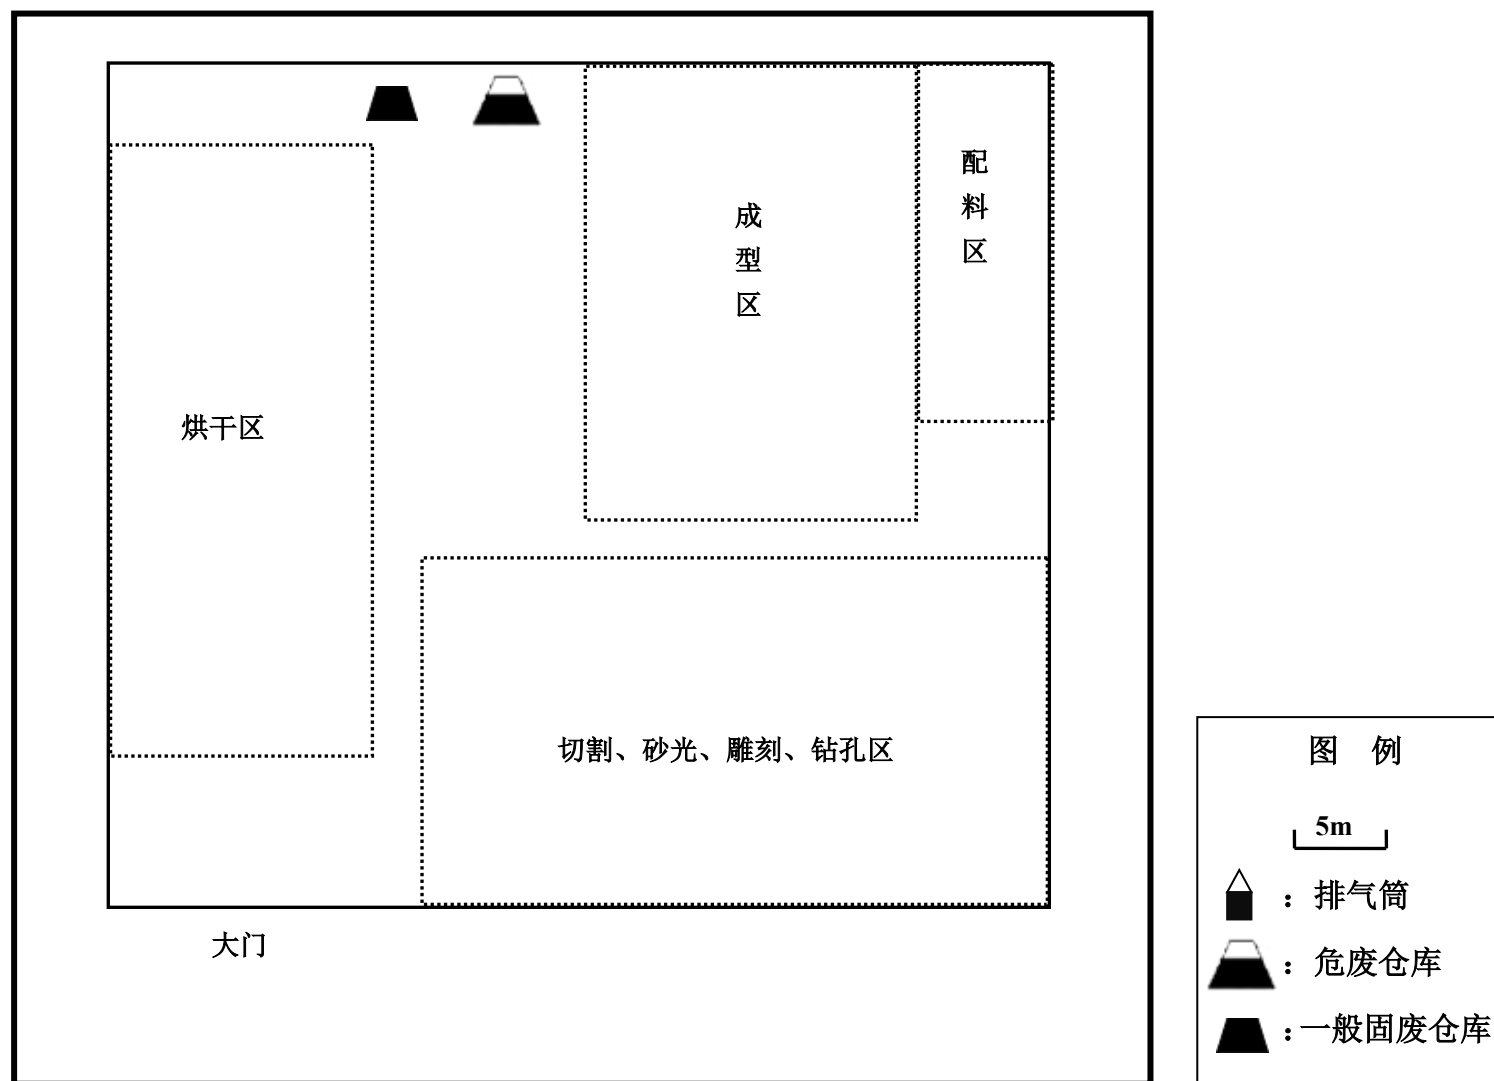 配
料
区
成
型
区
烘干区
切割、砂光、雕刻、钻孔区
大门
图 例
5m
：排气筒
：危废仓库
：一般固废仓库